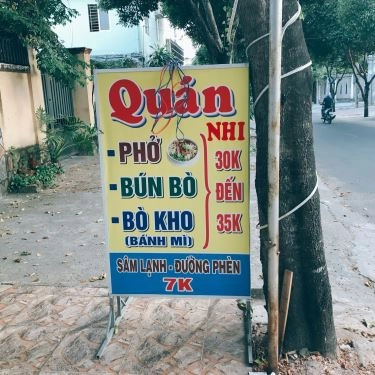 Quán
NHI
PHỞ
BÚN BÒ
BÒ KHO
(BÁNH MÌ)
30K
ĐẾN
35K
SÂM LẠNH - ĐƯỜNG PHÈN
7K